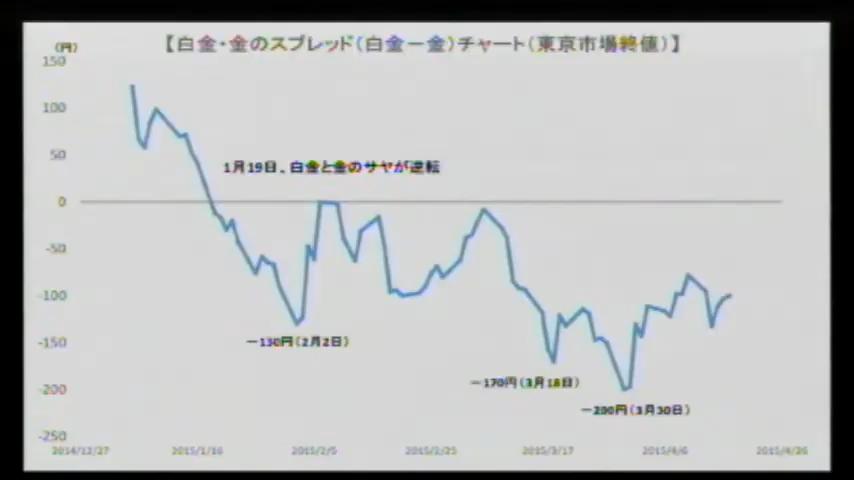 【白金・金のスプレッド(白金－金)チャート(東京市場終値)】
(円)
150
100
50
1月19日、白金と金のサヤが逆転
0
-50
-100
-150
－130円(2月2日)
－170円(3月18日)
-200
－200円(3月30日)
-250
2014/12/27 2015/1/16 2015/2/5 2015/2/25 2015/3/17 2015/4/6 2015/4/26